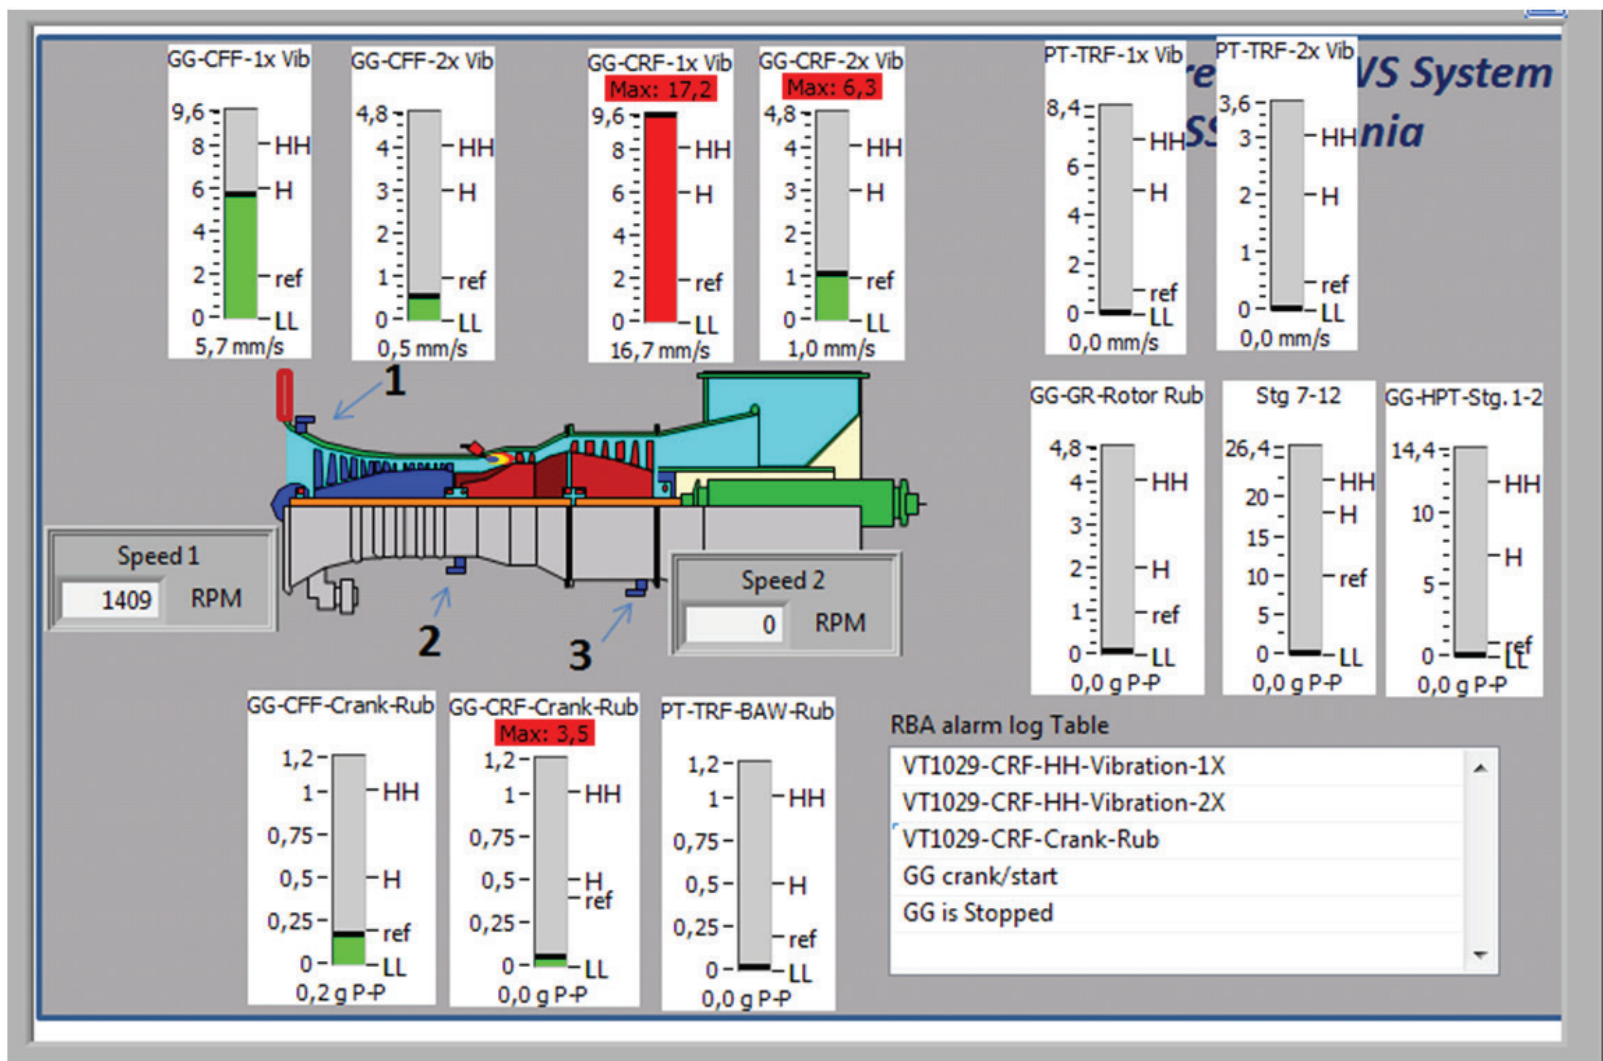 GG-CFF-1x Vib
9,6
8
6
4
2
0
HH
H
ref
LL
5,7 mm/s
GG-CFF-2x Vib
4,8
4
3
2
1
0
HH
H
ref
LL
0,5 mm/s
GG-CRF-1x Vib
Max: 17,2
9,6
8
6
4
2
0
HH
H
ref
LL
16,7 mm/s
GG-CRF-2x Vib
Max: 6,3
4,8
4
3
2
1
0
HH
H
ref
LL
1,0 mm/s
PT-TRF-1x Vib
8,4
6
4
2
0
HH
H
ref
LL
0,0 mm/s
PT-TRF-2x Vib
3,6
3
2
1
0
HH
H
ref
LL
0,0 mm/s
System
1
2
3
Speed 1
1409 RPM
Speed 2
0 RPM
GG-GR-Rotor Rub
4,8
4
3
2
1
0
HH
H
ref
LL
0,0 g P-P
Stg 7-12
26,4
20
15
10
5
0
HH
H
ref
LL
0,0 g P-P
GG-HPT-Stg.1-2
14,4
10
5
0
HH
H
ref
LL
0,0 g P-P
GG-CFF-Crank-Rub
1,2
1
0,75
0,5
0,25
0
HH
H
ref
LL
0,2 g P-P
GG-CRF-Crank-Rub
Max: 3,5
1,2
1
0,75
0,5
0,25
0
HH
H
ref
LL
0,0 g P-P
PT-TRF-BAW-Rub
1,2
1
0,75
0,5
0,25
0
HH
H
ref
LL
0,0 g P-P
RBA alarm log Table
VT1029-CRF-HH-Vibration-1X
VT1029-CRF-HH-Vibration-2X
VT1029-CRF-Crank-Rub
GG crank/start
GG is Stopped